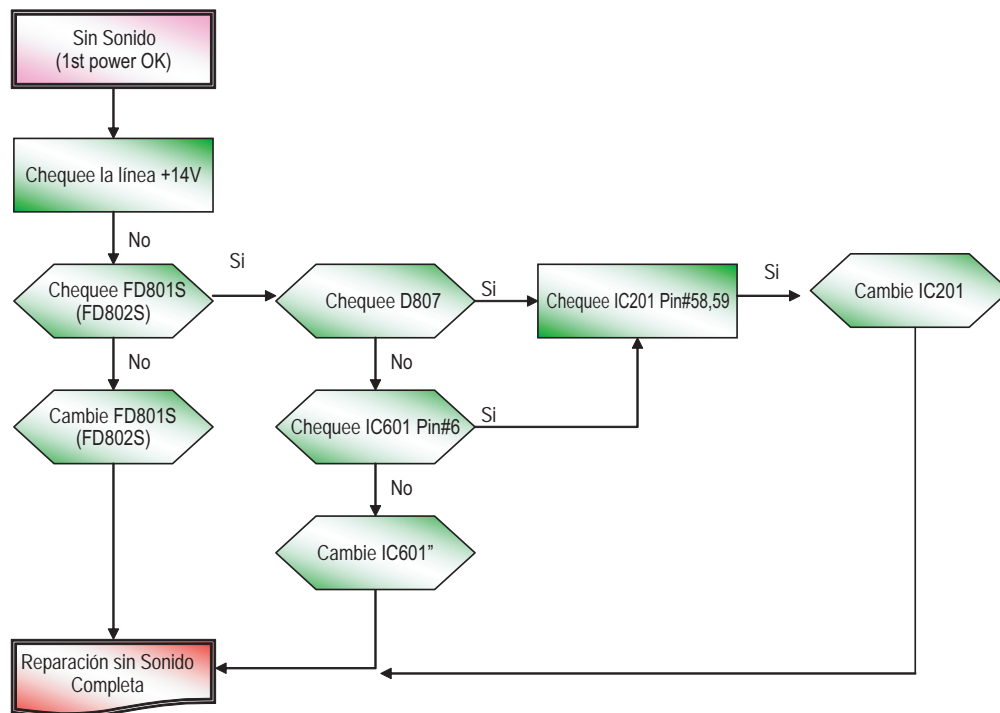 Sin Sonido
(1st power OK)
Chequee la línea +14V
No
Si
Chequee FD801S
(FD802S)
Chequee D807
Si
Chequee IC201 Pin#58,59
Si
Cambie IC201
No
No
Cambie FD801S
(FD802S)
Chequee IC601 Pin#6
Si
No
Cambie IC601”
Reparación sin Sonido
Completa